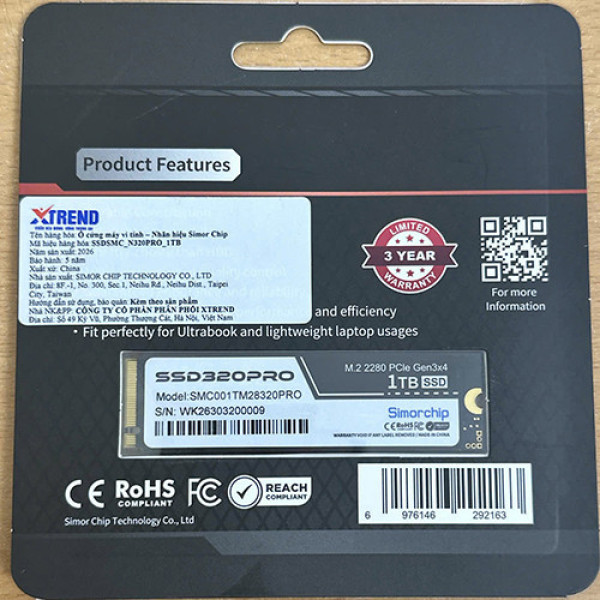 Product Features
XTREND
Tên hàng hóa: Ổ cứng máy vi tính – Nhãn hiệu Simor Chip
Mã hiệu hàng hóa SSDSMC_N320PRO_1TB
Năm sản xuất: 2026
Bảo hành: 5 năm
Xuất xứ: China
Nhà sản xuất: SIMOR CHIP TECHNOLOGY CO., LTD
Địa chỉ: 8F.-1, No. 300, Sec.1, Neihu Rd., Neihu Dist., Taipei
City, Taiwan
Hướng dẫn sử dụng, bảo quản: Kèm theo sản phẩm
Nhà NK&PP: CÔNG TY CỔ PHẦN PHÂN PHỐI XTREND
Địa chỉ: Số 49 Kỳ Vũ, Phường Thượng Cát, Hà Nội, Việt Nam
LIMITED
3 YEAR
WARRANTY
For more
Information
and efficiency
• Fit perfectly for Ultrabook and lightweight laptop usages
SSD320PRO
Model:SMC001TM28320PRO
S/N: WK26303200009
M.2 2280 PCIe Gen3x4
1TB SSD
Simorchip
CE RoHS FC
WARRANTY VOID IF ANY LABEL REMOVED / MADE IN CHINA
CE RoHS COMPLIANT FC REACH COMPLIANT
Simor Chip Technology Co., Ltd
6 976146 292163